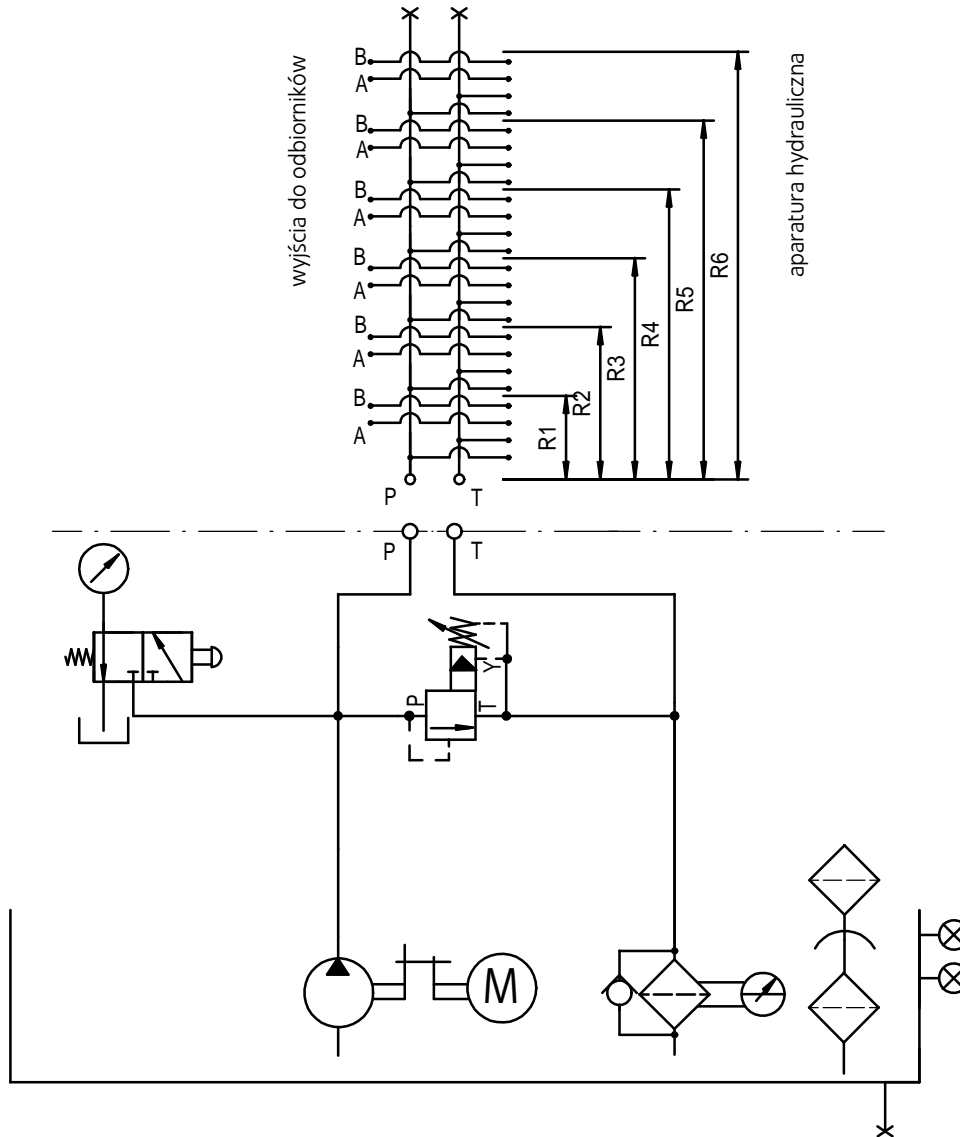 wyjścia do odbiorników
aparatura hydrauliczna
B
A
B
A
B
A
B
A
B
A
B
A
R6
R5
R4
R3
R2
R1
P
T
P
T
P
T
Y
M